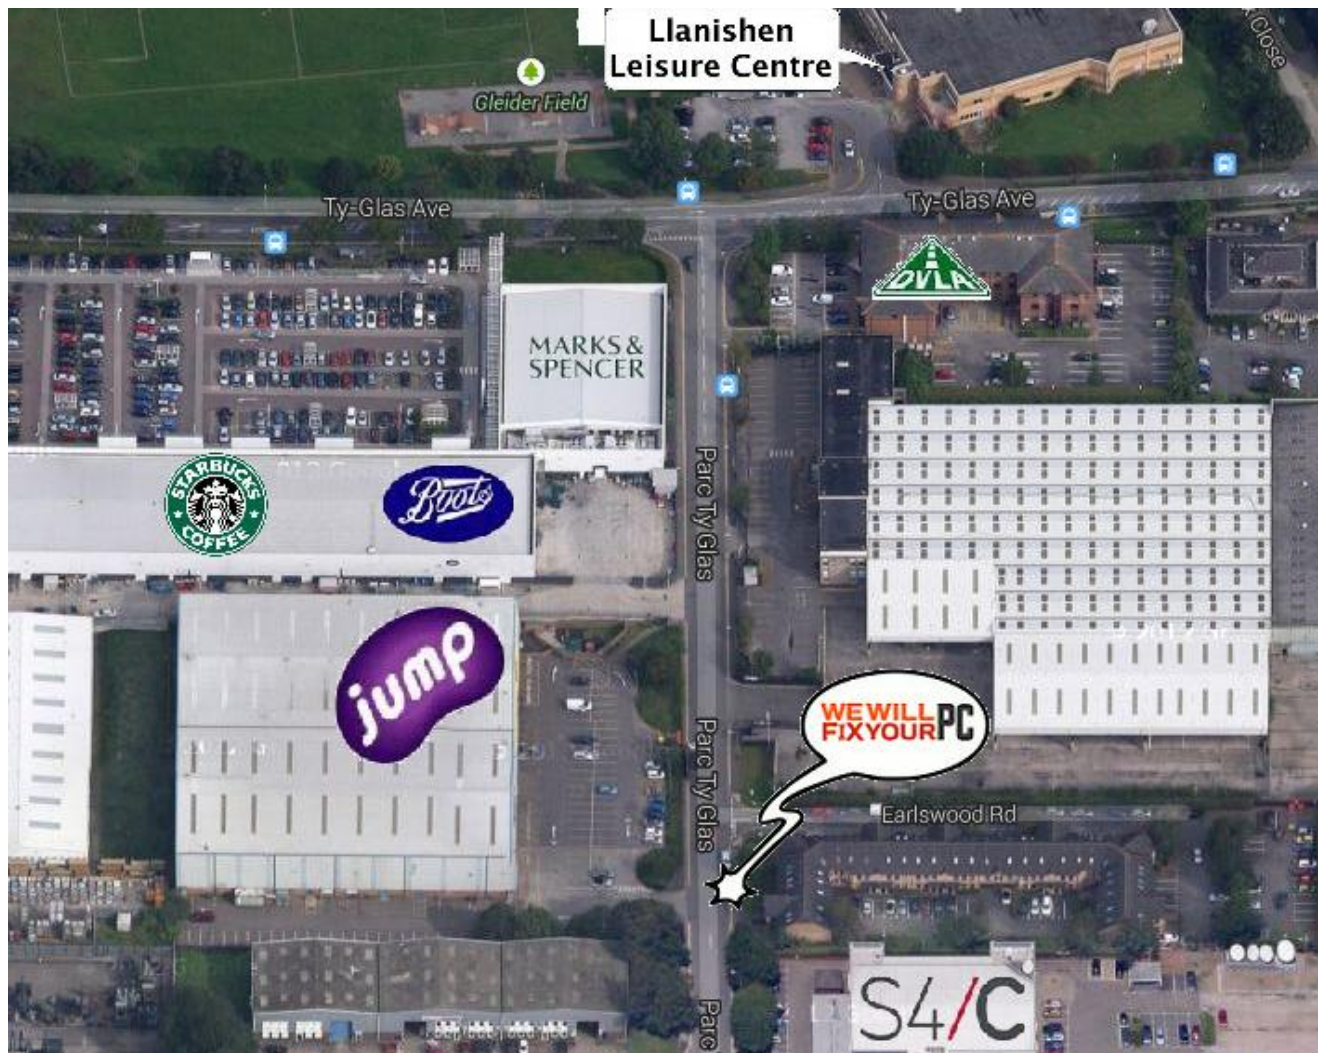 Llanishen
Leisure Centre
Close
Gleider Field
Ty-Glas Ave
Ty-Glas Ave
DVLA
MARKS &
SPENCER
Parc Ty Glas
STARBUCKS
COFFEE
Boots
jump
WE WILL
FIX YOUR PC
Parc Ty Glas
Earlswood Rd
S4/C
Parc